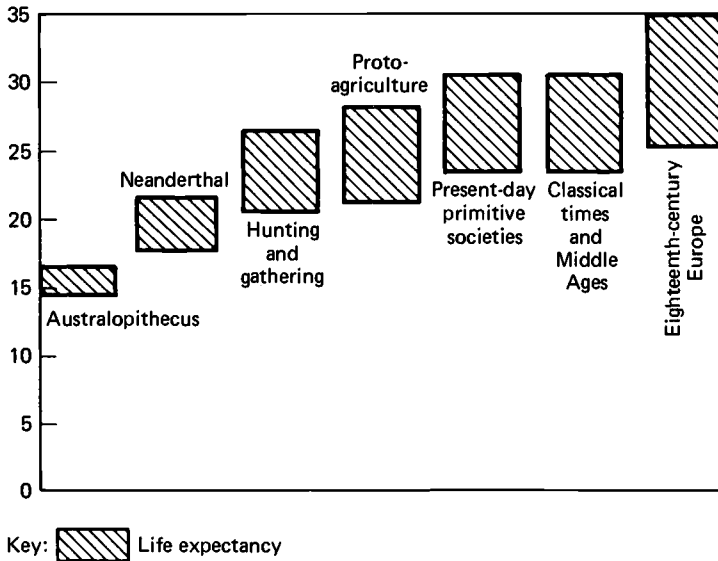 35
30
25
20
15
10
5
0
Australopithecus
Neanderthal
Hunting
and
gathering
Proto-
agriculture
Present-day
primitive
societies
Classical
times
and
Middle
Ages
Eighteenth-century
Europe
Key: Life expectancy